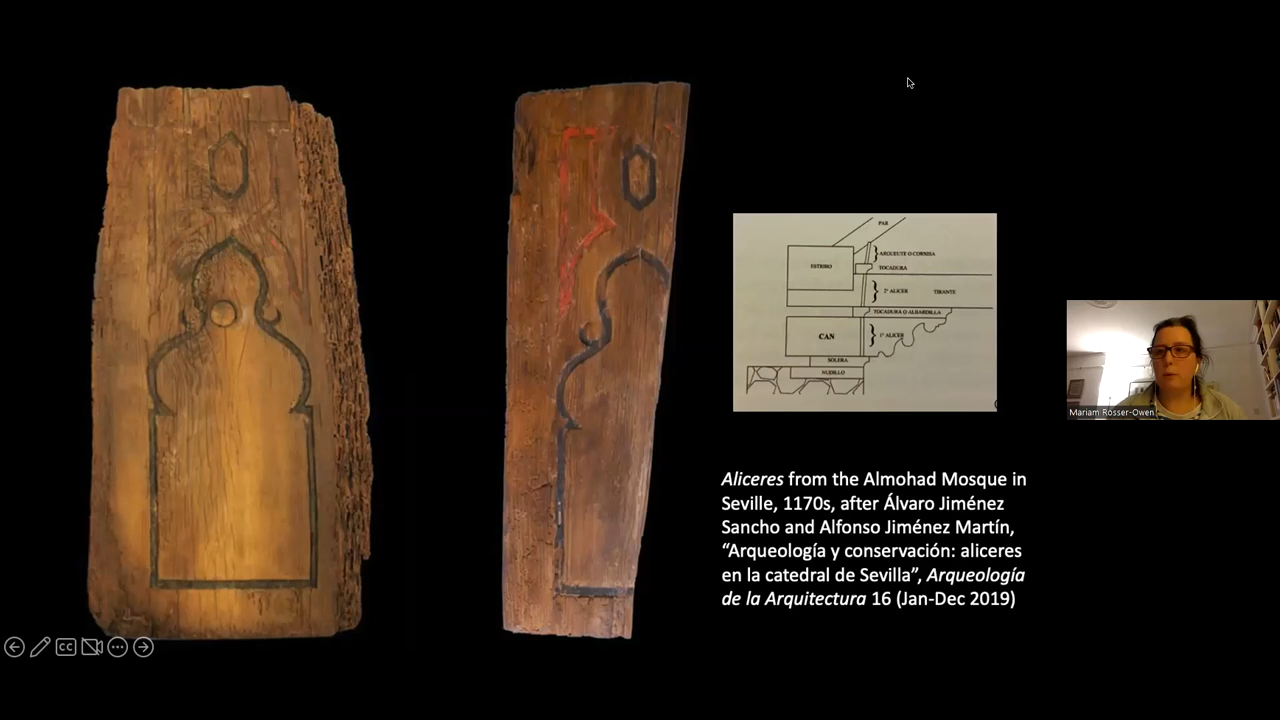 PAR
ESTRIBO
ARQUEUTE O CORNISA
TOCADURA
2º ALICER
TIRANTE
TOCADURA O ALBARDILLA
CAN
1º ALICER
SOLERA
NUDILLO
Aliceres from the Almohad Mosque in
Seville, 1170s, after Álvaro Jiménez
Sancho and Alfonso Jiménez Martín,
“Arqueología y conservación: aliceres
en la catedral de Sevilla”, Arqueología
de la Arquitectura 16 (Jan-Dec 2019)
Mariam Rosser-Owen
CC